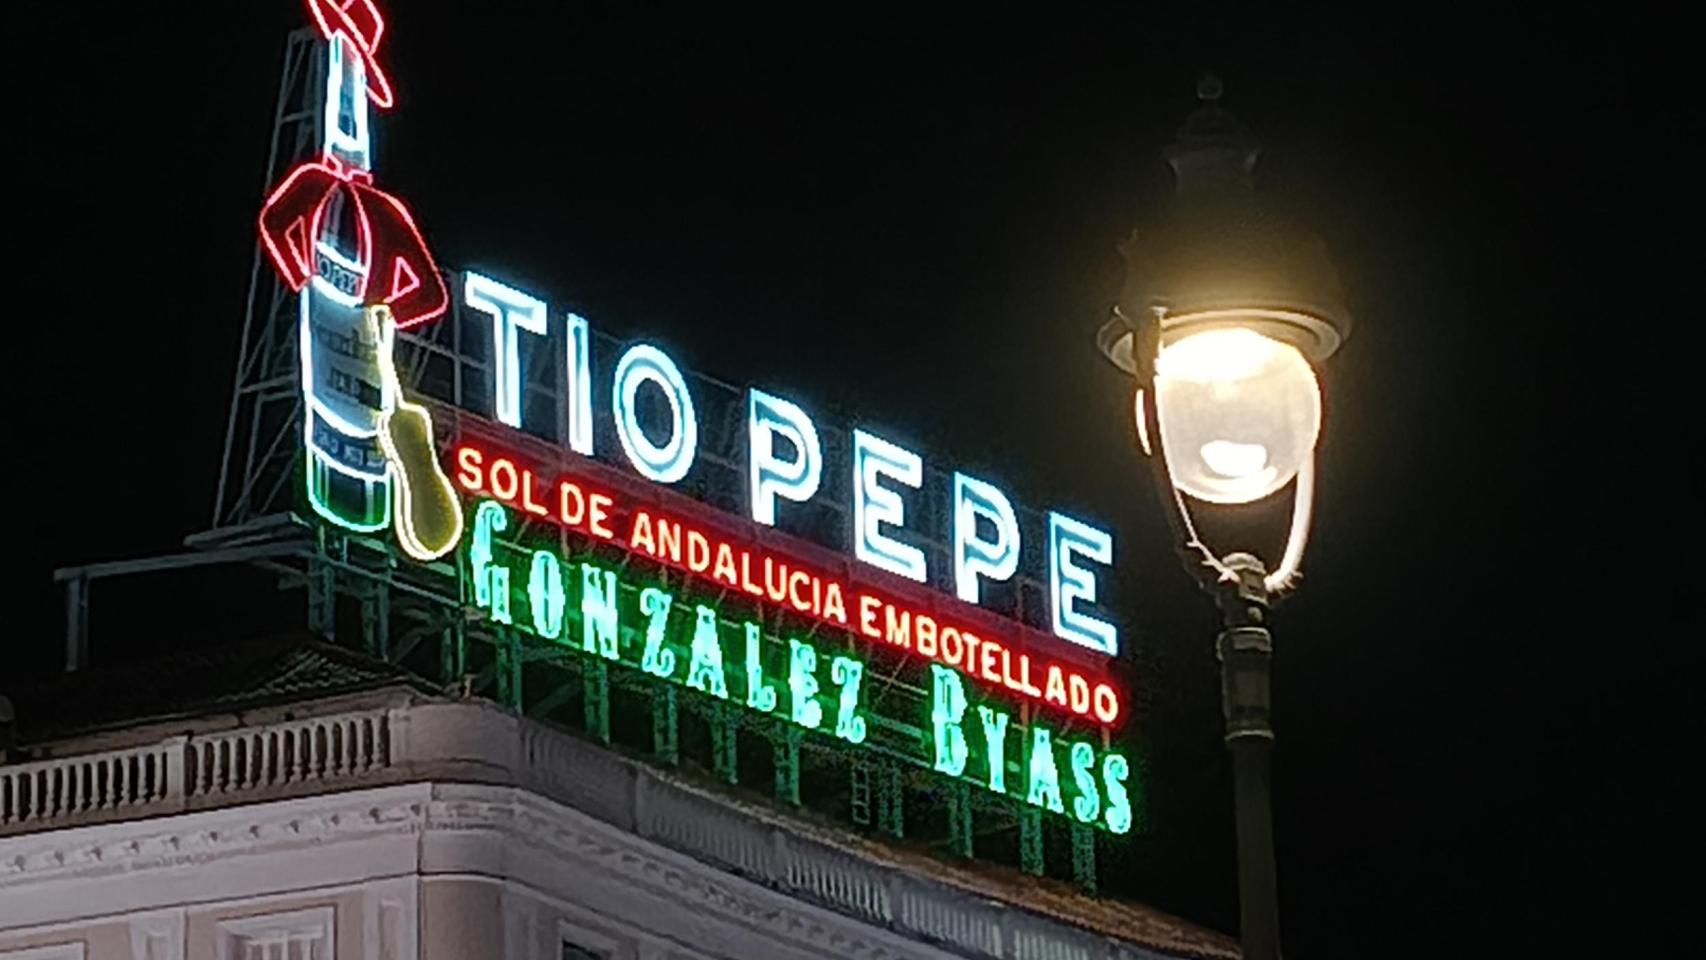 TIO PEPE
SOL DE ANDALUCIA EMBOTELLADO
GONZALEZ BYASS